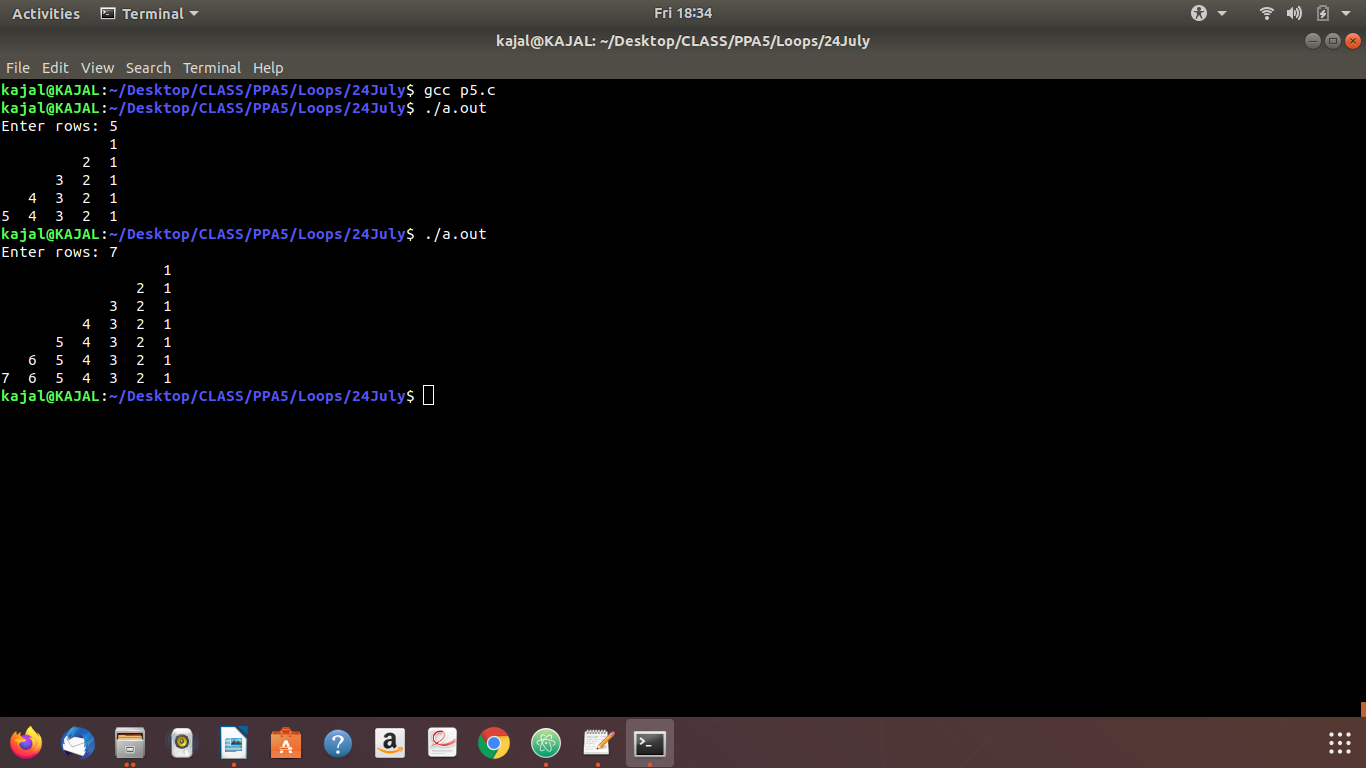 Activities Terminal Fri 18:34
kajal@KAJAL: ~/Desktop/CLASS/PPA5/Loops/24July
File Edit View Search Terminal Help
kajal@KAJAL:~/Desktop/CLASS/PPA5/Loops/24July$ gcc p5.c
kajal@KAJAL:~/Desktop/CLASS/PPA5/Loops/24July$ ./a.out
Enter rows: 5
            1
         2  1
      3  2  1
   4  3  2  1
5  4  3  2  1
kajal@KAJAL:~/Desktop/CLASS/PPA5/Loops/24July$ ./a.out
Enter rows: 7
                  1
               2  1
            3  2  1
         4  3  2  1
      5  4  3  2  1
   6  5  4  3  2  1
7  6  5  4  3  2  1
kajal@KAJAL:~/Desktop/CLASS/PPA5/Loops/24July$